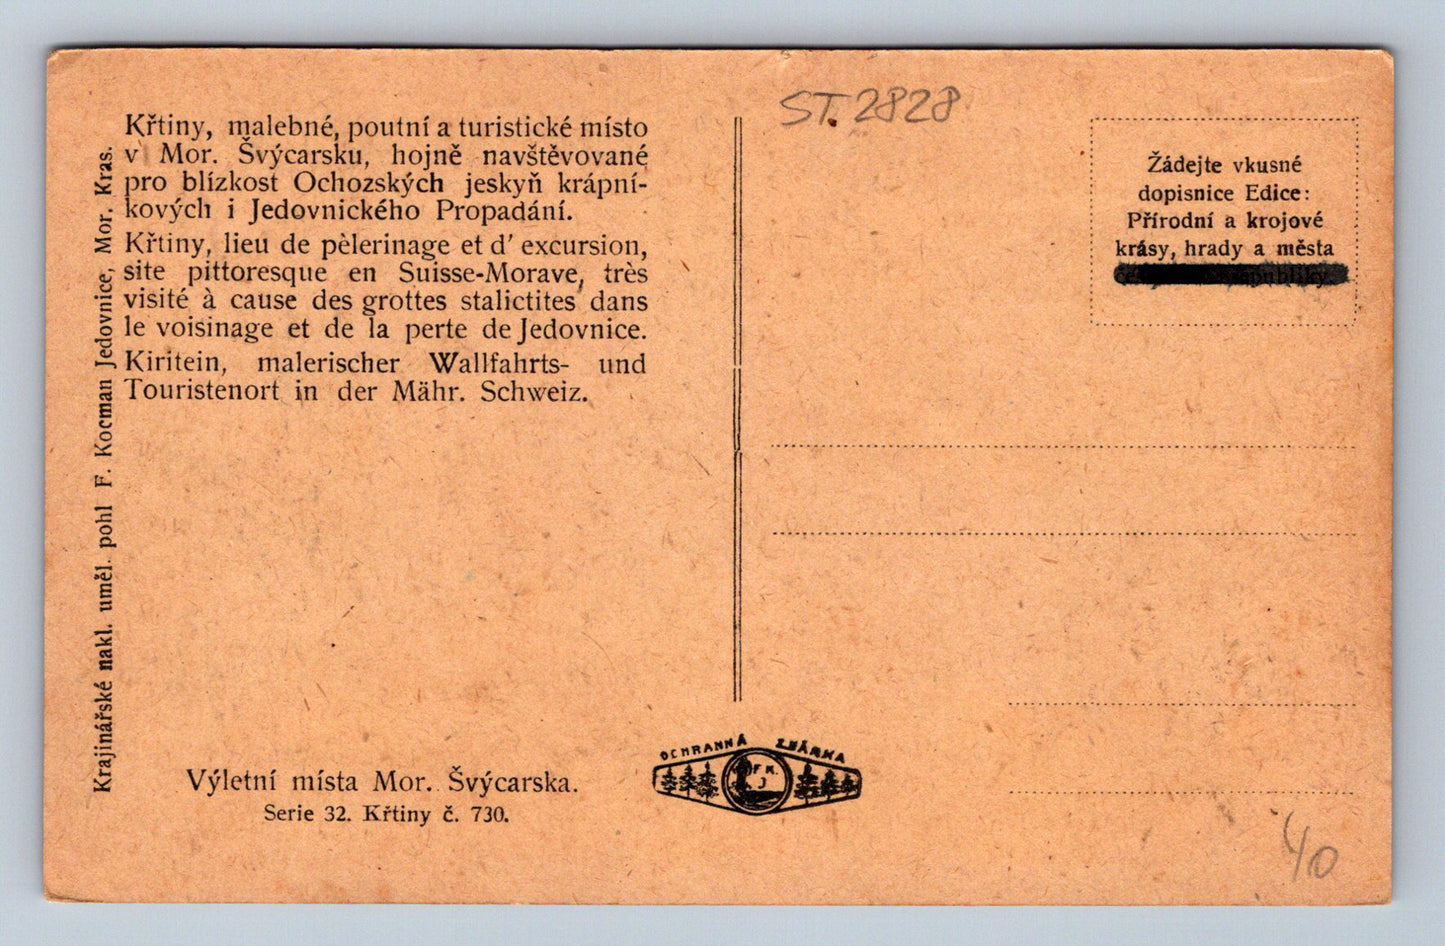 Křtiny, malebné, poutní a turistické místo
v Mor. Švýcarsku, hojně navštěvované
pro blízkost Ochozských jeskyň krápní-
kových i Jedovnického Propadání.
Křtiny, lieu de pèlerinage et d' excursion,
site pittoresque en Suisse-Morave, très
visité à cause des grottes stalictites dans
le voisinage et de la perte de Jedovnice.
Kiritein, malerischer Wallfahrts- und
Touristenort in der Mähr. Schweiz.
Krajinářské nakl. uměl. pohl F. Kocman Jedovnice, Mor. Kras.
Výletní místa Mor. Švýcarska.
Serie 32. Křtiny č. 730.
OCHRANNÁ ZNÁMKA
F K.
J
ST. 2828
Žádejte vkusné
dopisnice Edice:
Přírodní a krojové
krásy, hrady a města
40